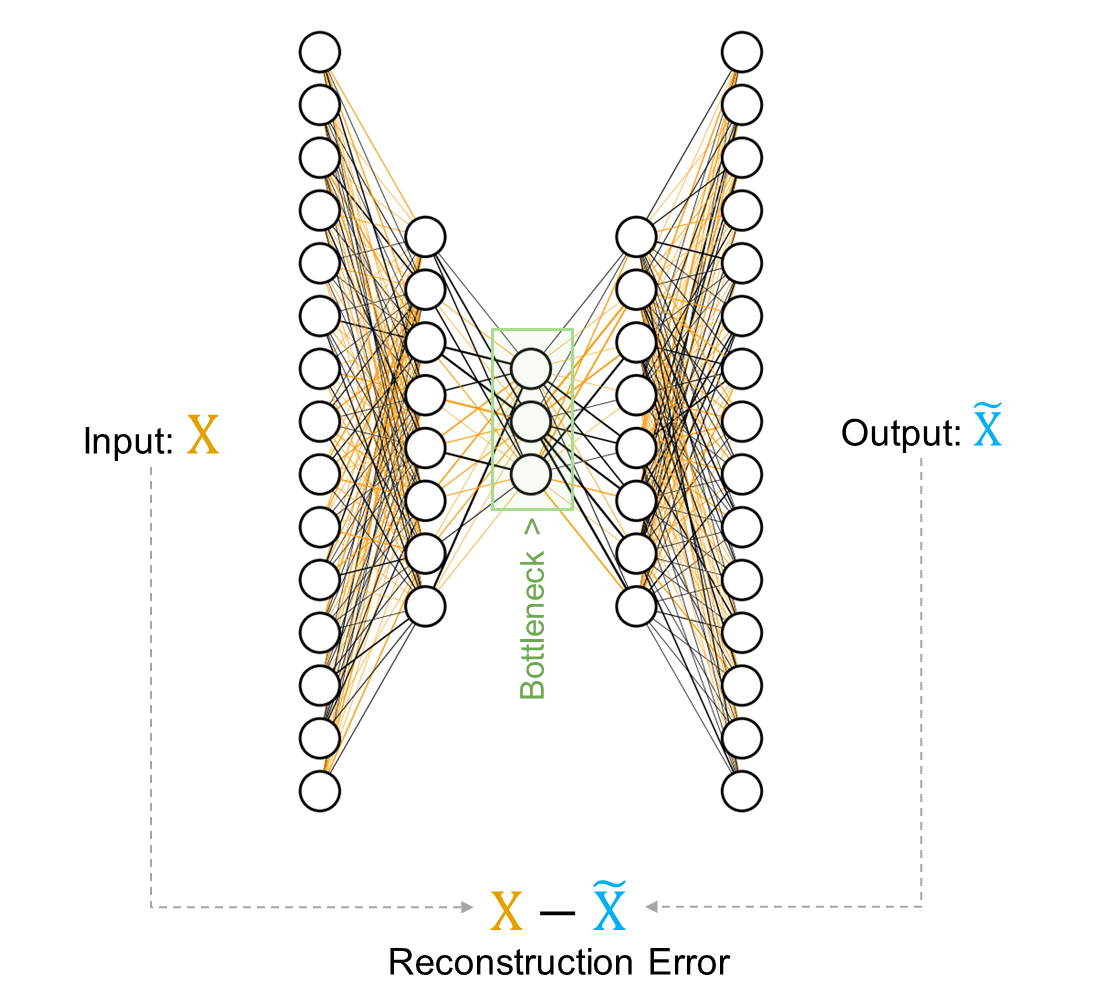 Input: X
Output: X̃
Bottleneck >
X – X̃
Reconstruction Error